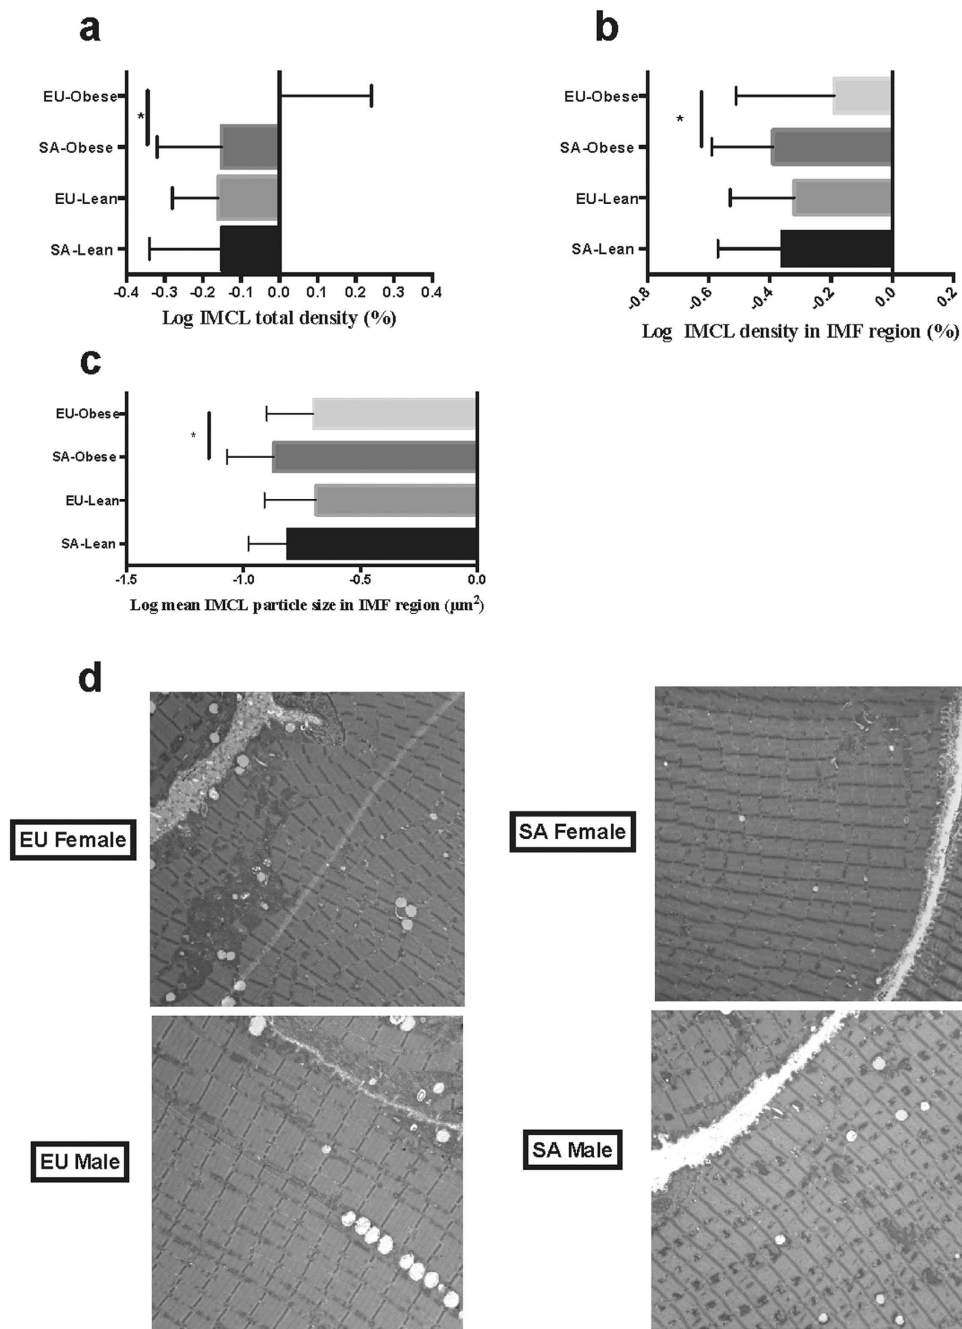 a
EU-Obese
SA-Obese
EU-Lean
SA-Lean
*
-0.4 -0.3 -0.2 -0.1 0.0 0.1 0.2 0.3 0.4
Log IMCL total density (%)
b
EU-Obese
SA-Obese
EU-Lean
SA-Lean
*
-0.8 -0.6 -0.4 -0.2 0.0 0.2
Log IMCL density in IMF region (%)
c
EU-Obese
SA-Obese
EU-Lean
SA-Lean
*
-1.5 -1.0 -0.5 0.0
Log mean IMCL particle size in IMF region (µm²)
d
EU Female
SA Female
EU Male
SA Male